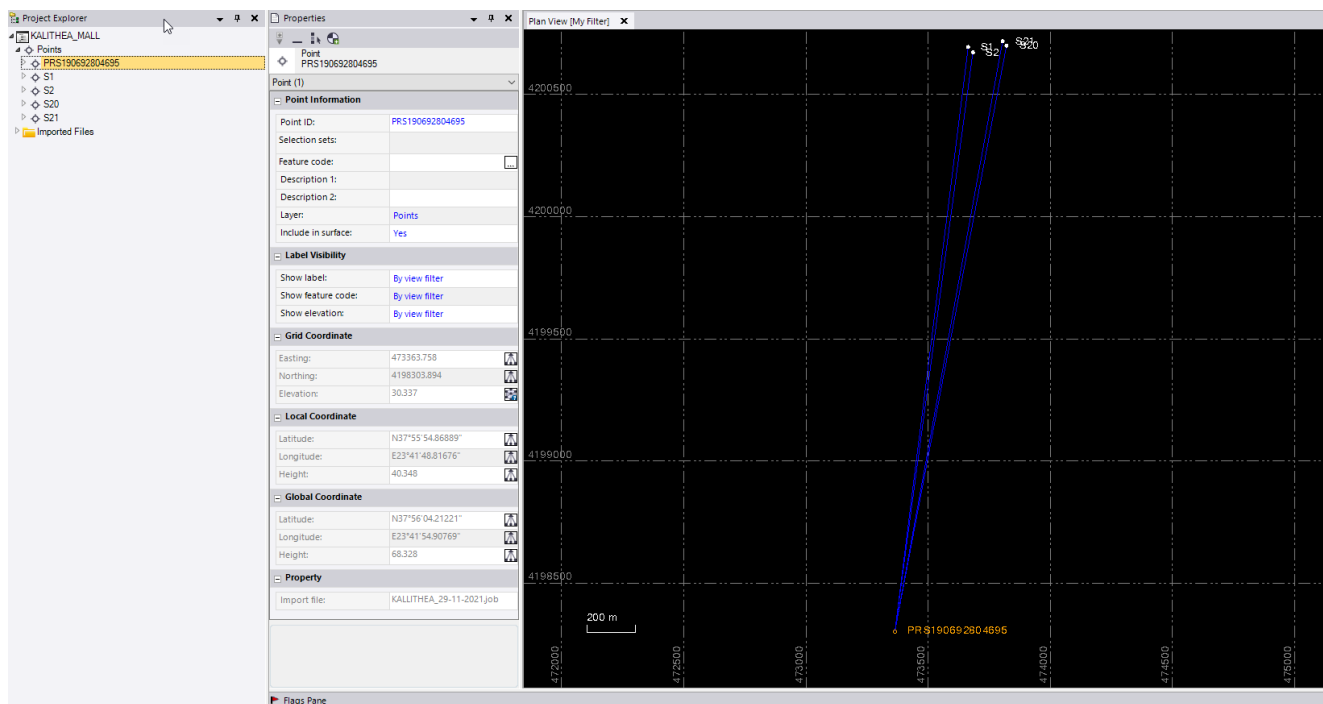 Project Explorer
KALITHEA_MALL
Points
PRS190692804695
S1
S2
S20
S21
Imported Files
Properties
Point
PRS190692804695
Point (1)
Point Information
Point ID: PRS190692804695
Selection sets:
Feature code: ...
Description 1:
Description 2:
Layer: Points
Include in surface: Yes
Label Visibility
Show label: By view filter
Show feature code: By view filter
Show elevation: By view filter
Grid Coordinate
Easting: 473363.758
Northing: 4198303.894
Elevation: 30.337
Local Coordinate
Latitude: N37°55'54.86889"
Longitude: E23°41'48.81676"
Height: 40.348
Global Coordinate
Latitude: N37°56'04.21221"
Longitude: E23°41'54.90769"
Height: 68.328
Property
Import file: KALLITHEA_29-11-2021.job
Plan View [My Filter]
S1
S2
S21
S20
4200500
4200000
4199500
4199000
4198500
200 m
PRS190692804695
472000
472500
473000
473500
474000
474500
475000
Flags Pane